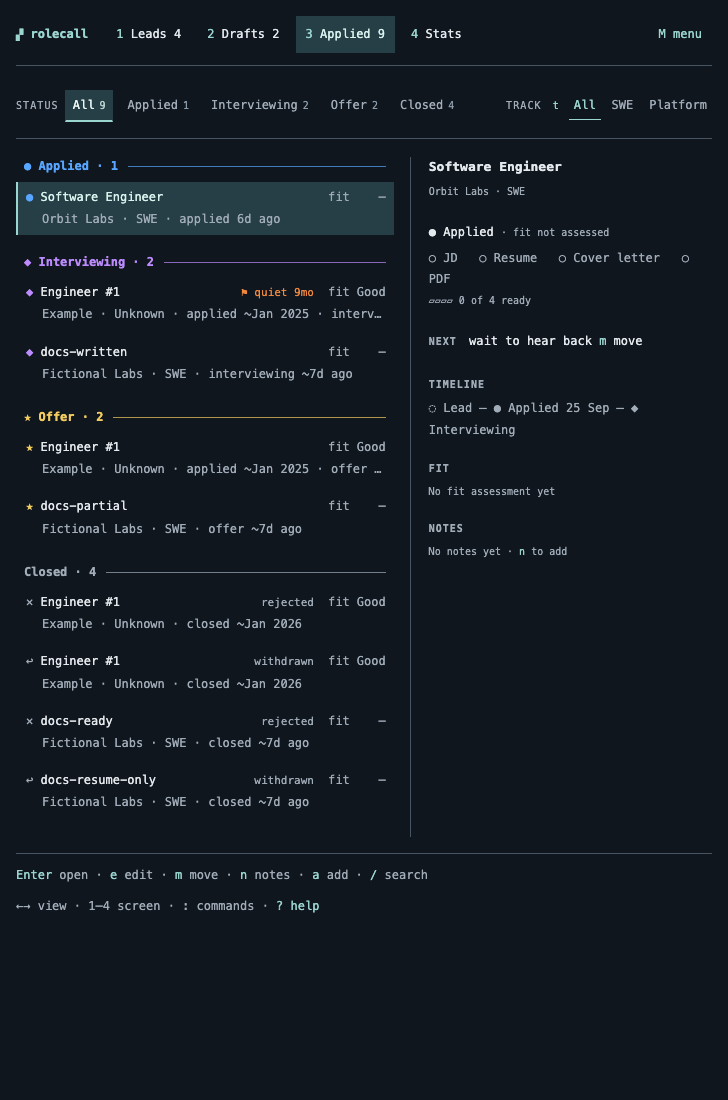 ▞ rolecall 1 Leads 4 2 Drafts 2 3 Applied 9 4 Stats M menu
STATUS All 9 Applied 1 Interviewing 2 Offer 2 Closed 4 TRACK t All SWE Platform
● Applied · 1
● Software Engineer fit —
Orbit Labs · SWE · applied 6d ago
◆ Interviewing · 2
◆ Engineer #1 ⚑ quiet 9mo fit Good
Example · Unknown · applied ~Jan 2025 · interv…
◆ docs-written fit —
Fictional Labs · SWE · interviewing ~7d ago
★ Offer · 2
★ Engineer #1 fit Good
Example · Unknown · applied ~Jan 2025 · offer …
★ docs-partial fit —
Fictional Labs · SWE · offer ~7d ago
Closed · 4
× Engineer #1 rejected fit Good
Example · Unknown · closed ~Jan 2026
↩ Engineer #1 withdrawn fit Good
Example · Unknown · closed ~Jan 2026
× docs-ready rejected fit —
Fictional Labs · SWE · closed ~7d ago
↩ docs-resume-only withdrawn fit —
Fictional Labs · SWE · closed ~7d ago
Software Engineer
Orbit Labs · SWE
● Applied · fit not assessed
○ JD ○ Resume ○ Cover letter ○
PDF
▱▱▱▱ 0 of 4 ready
NEXT wait to hear back m move
TIMELINE
◌ Lead — ● Applied 25 Sep — ◆
Interviewing
FIT
No fit assessment yet
NOTES
No notes yet · n to add
Enter open · e edit · m move · n notes · a add · / search
←→ view · 1–4 screen · : commands · ? help